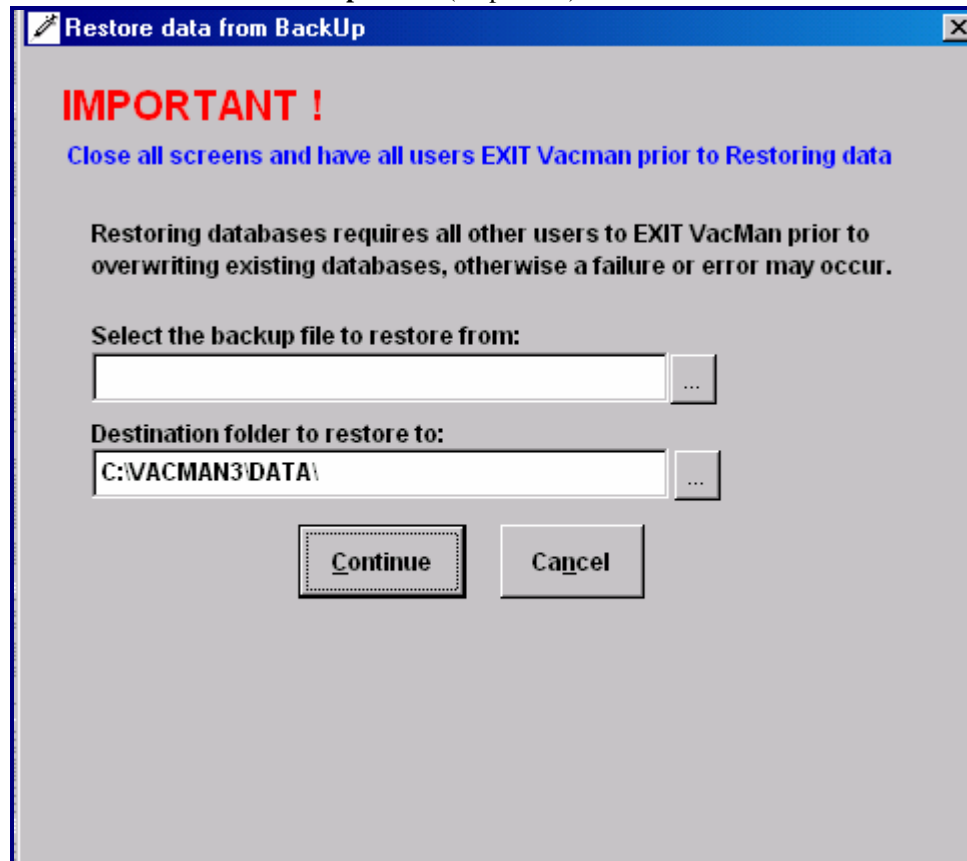 Restore data from BackUp
IMPORTANT !
Close all screens and have all users EXIT Vacman prior to Restoring data
Restoring databases requires all other users to EXIT VacMan prior to
overwriting existing databases, otherwise a failure or error may occur.
Select the backup file to restore from:
...
Destination folder to restore to:
C:\VACMAN3\DATA\
...
Continue
Cancel